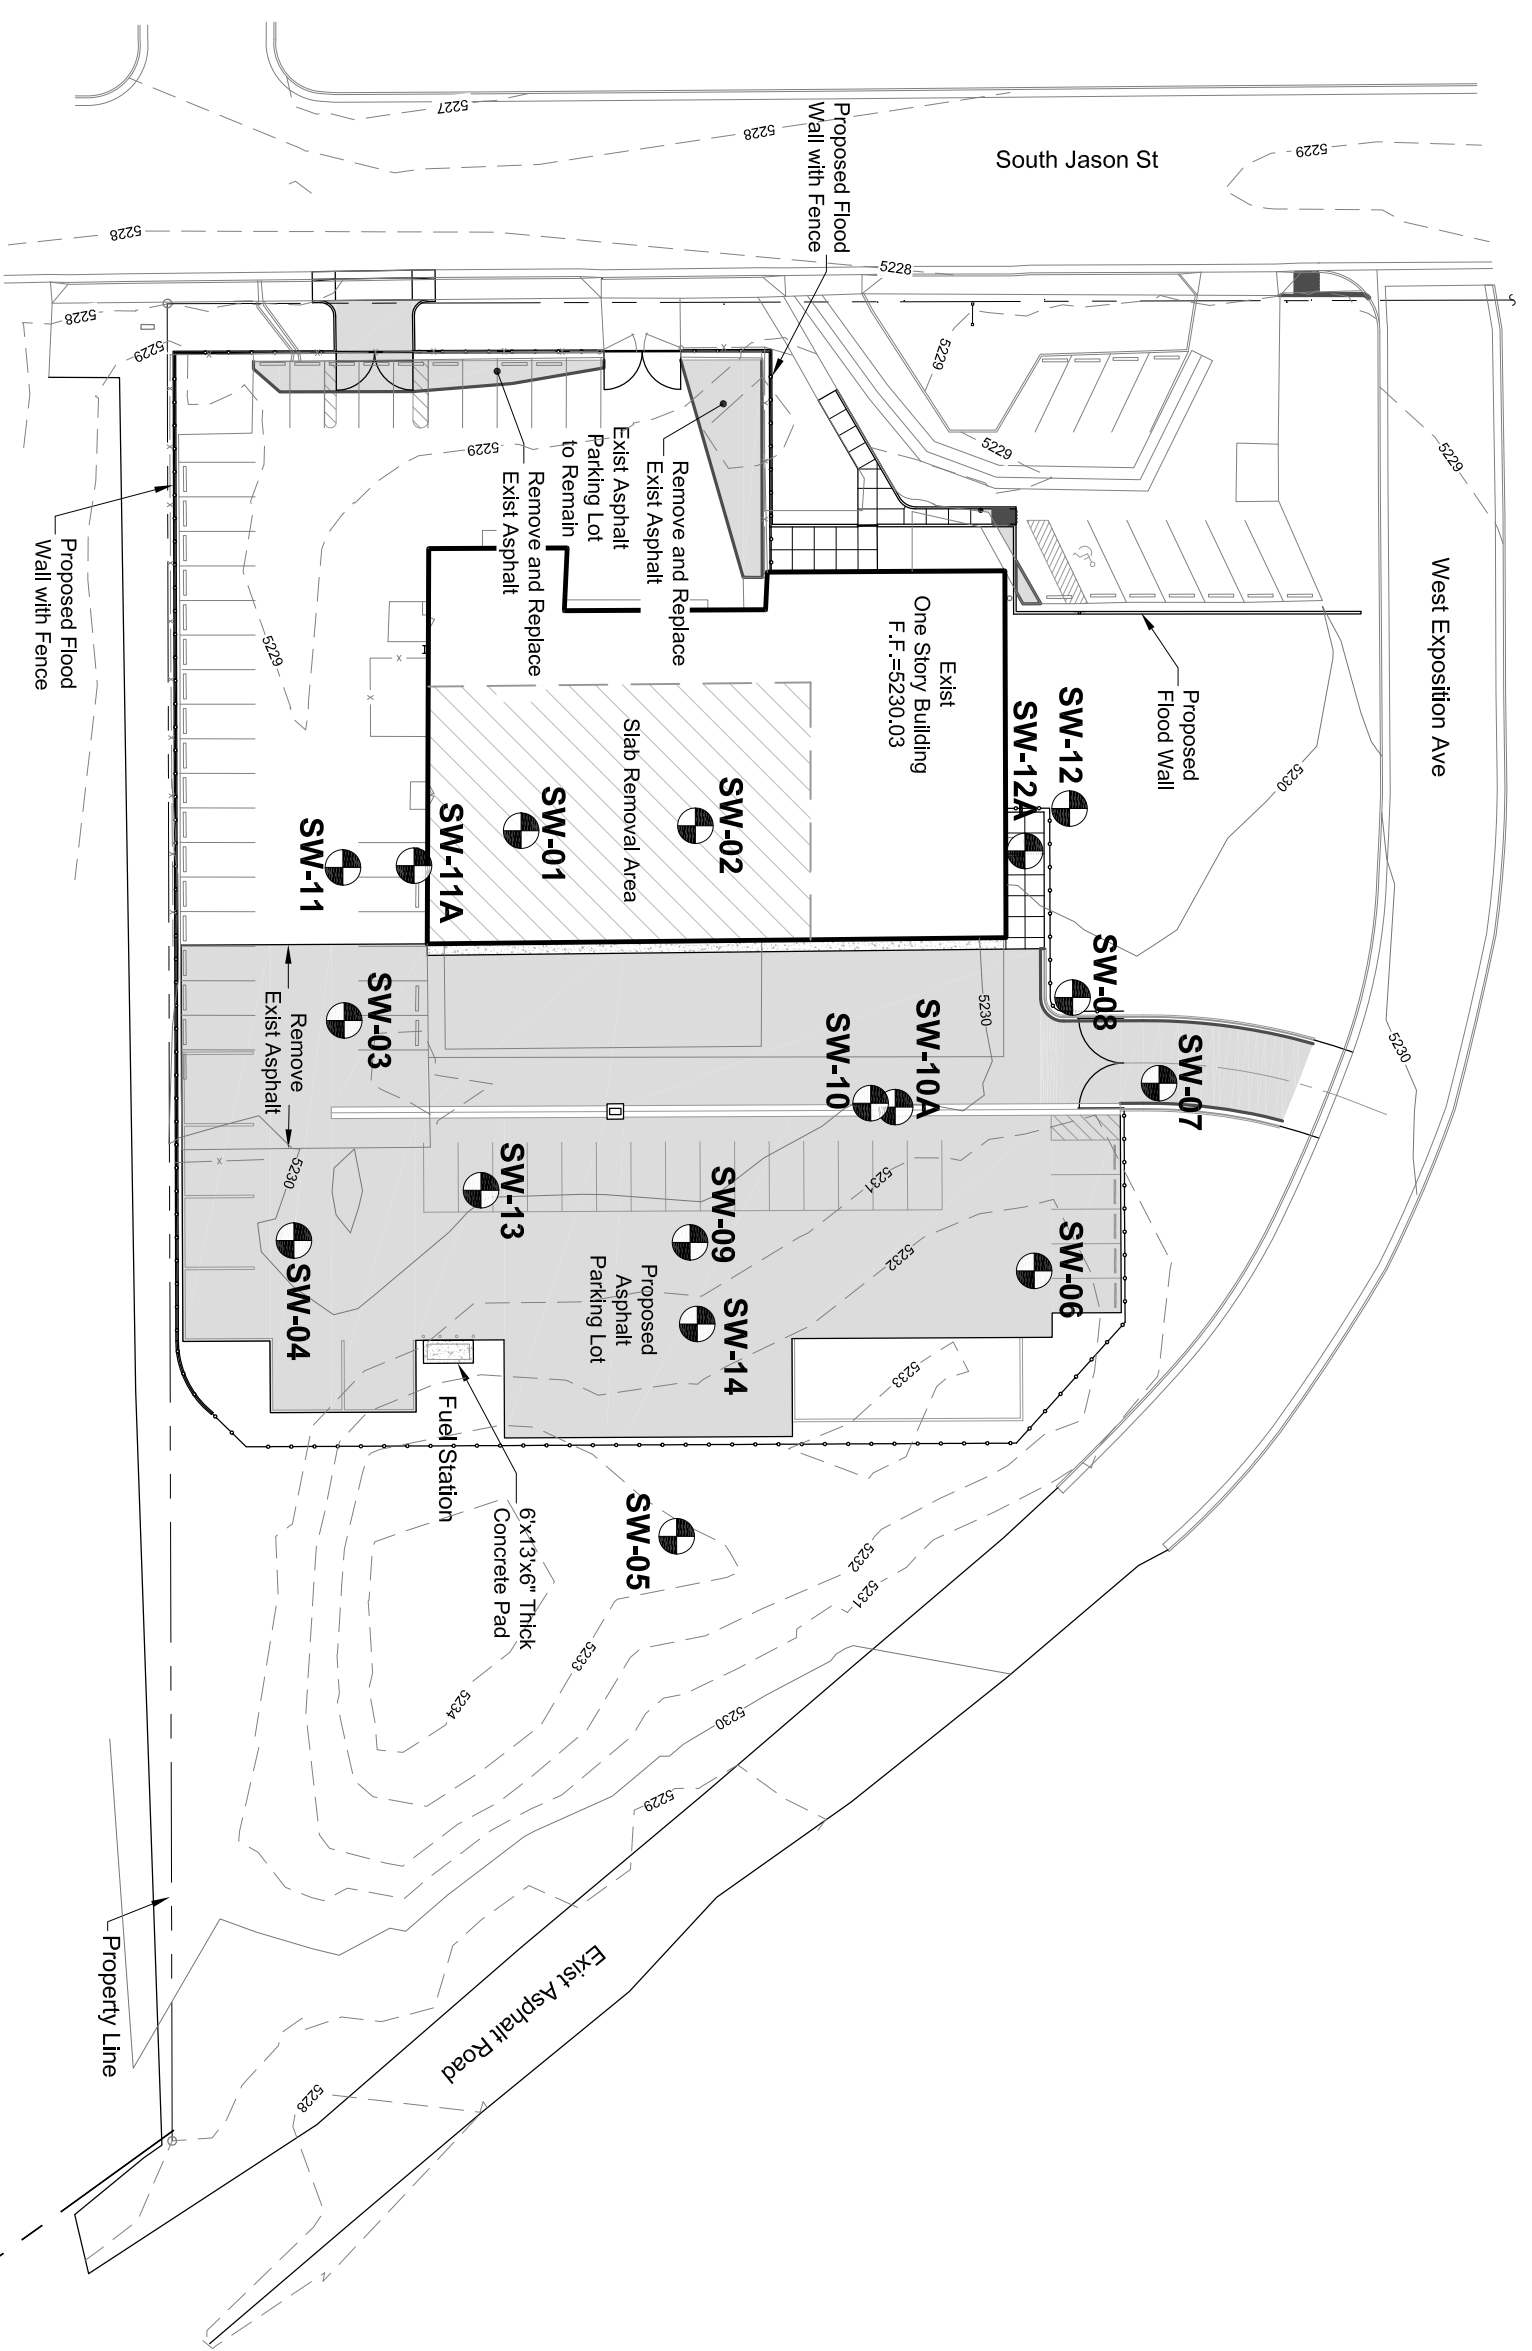 South Jason St
5227
5228
5229
5228
5228
5228
5229
5229
5229
5229
5229
5229
5230
5230
5230
5230
5231
5232
5233
5232
5231
5233
5234
5230
5229
5228
Proposed Flood
Wall with Fence
Proposed Flood
Wall with Fence
Exist Asphalt
Parking Lot
to Remain
Remove and Replace
Exist Asphalt
Remove and Replace
Exist Asphalt
Exist
One Story Building
F.F.=5230.03
Proposed
Flood Wall
West Exposition Ave
Slab Removal Area
SW-12
SW-12A
SW-02
SW-01
SW-11A
SW-11
SW-08
SW-07
SW-03
SW-10
SW-10A
Remove
Exist Asphalt
SW-13
SW-09
SW-06
SW-04
SW-14
Proposed
Asphalt
Parking Lot
Fuel Station
6'x13'x6" Thick
Concrete Pad
SW-05
Property Line
Exist Asphalt Road